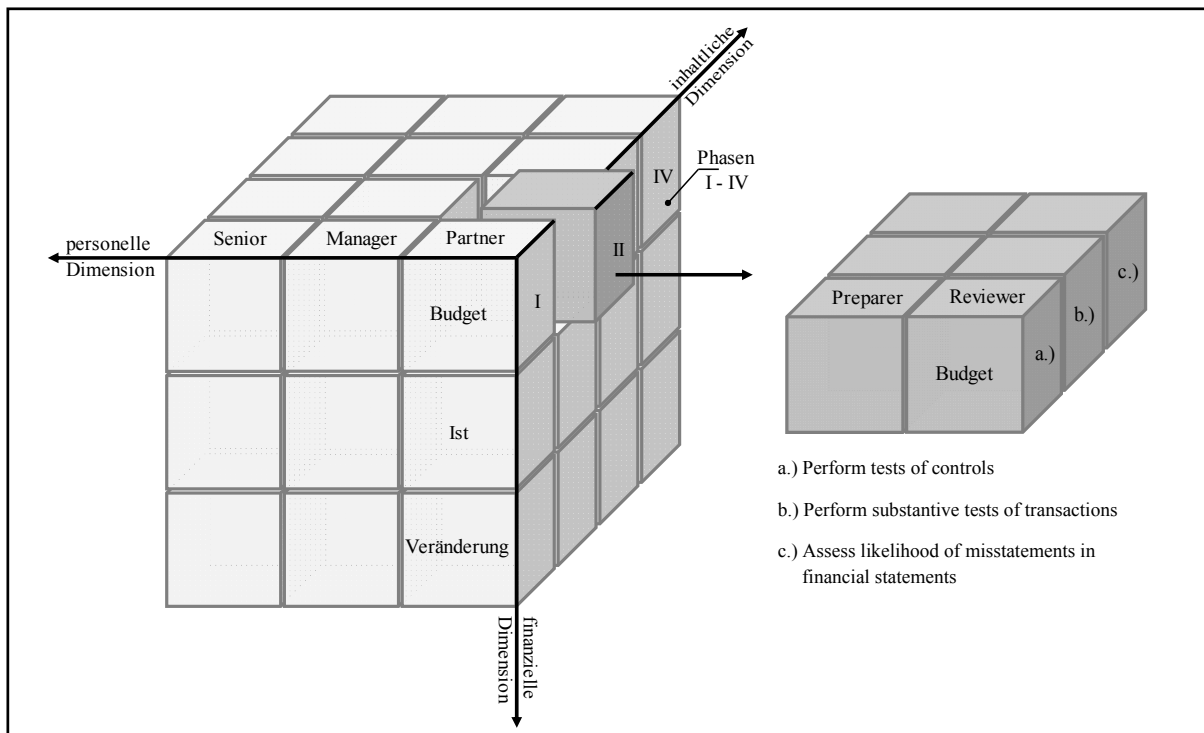 inhaltliche
Dimension
Phasen
I - IV
IV
II
I
personelle
Dimension
Senior
Manager
Partner
Budget
Ist
Veränderung
finanzielle
Dimension
Preparer
Reviewer
Budget
a.)
b.)
c.)
a.) Perform tests of controls
b.) Perform substantive tests of transactions
c.) Assess likelihood of misstatements in
financial statements